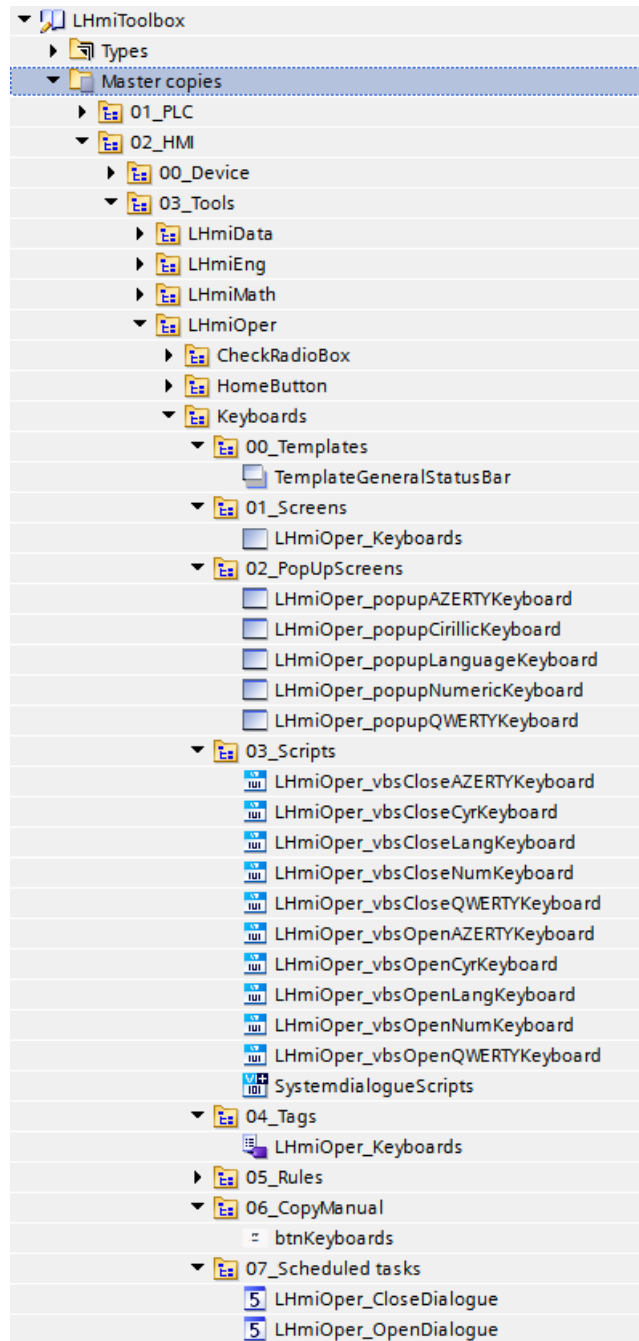 LHmiToolbox
Types
Master copies
01_PLC
02_HMI
00_Device
03_Tools
LHmiData
LHmiEng
LHmiMath
LHmiOper
CheckRadioBox
HomeButton
Keyboards
00_Templates
TemplateGeneralStatusBar
01_Screens
LHmiOper_Keyboards
02_PopUpScreens
LHmiOper_popupAZERTYKeyboard
LHmiOper_popupCirillicKeyboard
LHmiOper_popupLanguageKeyboard
LHmiOper_popupNumericKeyboard
LHmiOper_popupQWERTYKeyboard
03_Scripts
LHmiOper_vbsCloseAZERTYKeyboard
LHmiOper_vbsCloseCyrKeyboard
LHmiOper_vbsCloseLangKeyboard
LHmiOper_vbsCloseNumKeyboard
LHmiOper_vbsCloseQWERTYKeyboard
LHmiOper_vbsOpenAZERTYKeyboard
LHmiOper_vbsOpenCyrKeyboard
LHmiOper_vbsOpenLangKeyboard
LHmiOper_vbsOpenNumKeyboard
LHmiOper_vbsOpenQWERTYKeyboard
SystemdialogueScripts
04_Tags
LHmiOper_Keyboards
05_Rules
06_CopyManual
btnKeyboards
07_Scheduled tasks
5 LHmiOper_CloseDialogue
5 LHmiOper_OpenDialogue